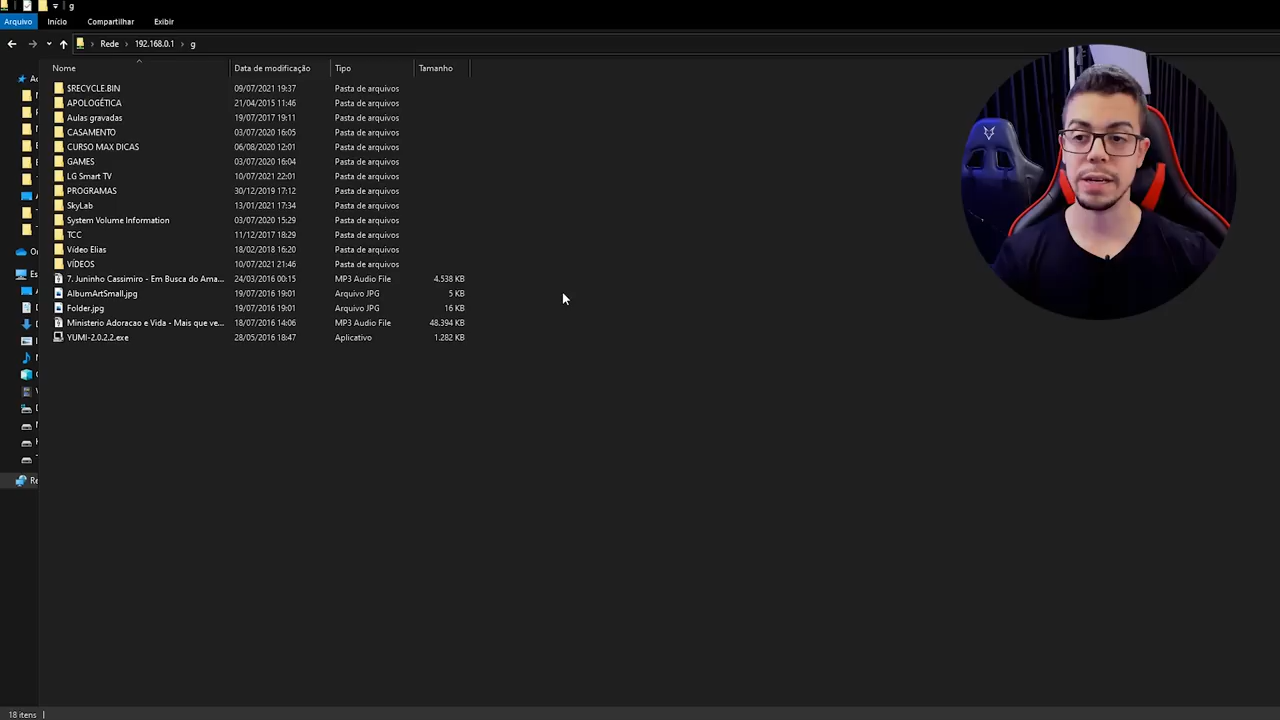 g
Arquivo Início Compartilhar Exibir
Rede 192.168.0.1 g
Nome Data de modificação Tipo Tamanho
$RECYCLE.BIN 09/07/2021 19:37 Pasta de arquivos
APOLOGÉTICA 21/04/2015 11:46 Pasta de arquivos
Aulas gravadas 19/07/2017 19:11 Pasta de arquivos
CASAMENTO 03/07/2020 16:05 Pasta de arquivos
CURSO MAX DICAS 06/08/2020 12:01 Pasta de arquivos
GAMES 03/07/2020 16:04 Pasta de arquivos
LG Smart TV 10/07/2021 22:01 Pasta de arquivos
PROGRAMAS 30/12/2019 17:12 Pasta de arquivos
SkyLab 13/01/2021 17:34 Pasta de arquivos
System Volume Information 03/07/2020 15:29 Pasta de arquivos
TCC 11/12/2017 18:29 Pasta de arquivos
Vídeo Elias 18/02/2018 16:20 Pasta de arquivos
VÍDEOS 10/07/2021 21:46 Pasta de arquivos
7. Juninho Cassimiro - Em Busca do Ama... 24/03/2016 00:15 MP3 Audio File 4.538 KB
AlbumArtSmall.jpg 19/07/2016 19:01 Arquivo JPG 5 KB
Folder.jpg 19/07/2016 19:01 Arquivo JPG 16 KB
Ministerio Adoracao e Vida - Mais que ve... 18/07/2016 14:06 MP3 Audio File 48.394 KB
YUMI-2.0.2.2.exe 28/05/2016 18:47 Aplicativo 1.282 KB
18 itens